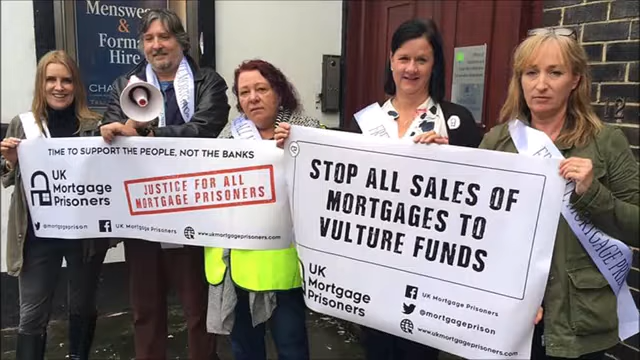 Menswear
&
Formal
Hire
TIME TO SUPPORT THE PEOPLE, NOT THE BANKS
UK
Mortgage
Prisoners
JUSTICE FOR ALL
MORTGAGE PRISONERS
@mortgageprison
UK Mortgage Prisoners
www.ukmortgageprisoners.com
STOP ALL SALES OF
MORTGAGES TO
VULTURE FUNDS
UK
Mortgage
Prisoners
UK Mortgage Prisoners
@mortgageprison
www.ukmortgageprisoners.com